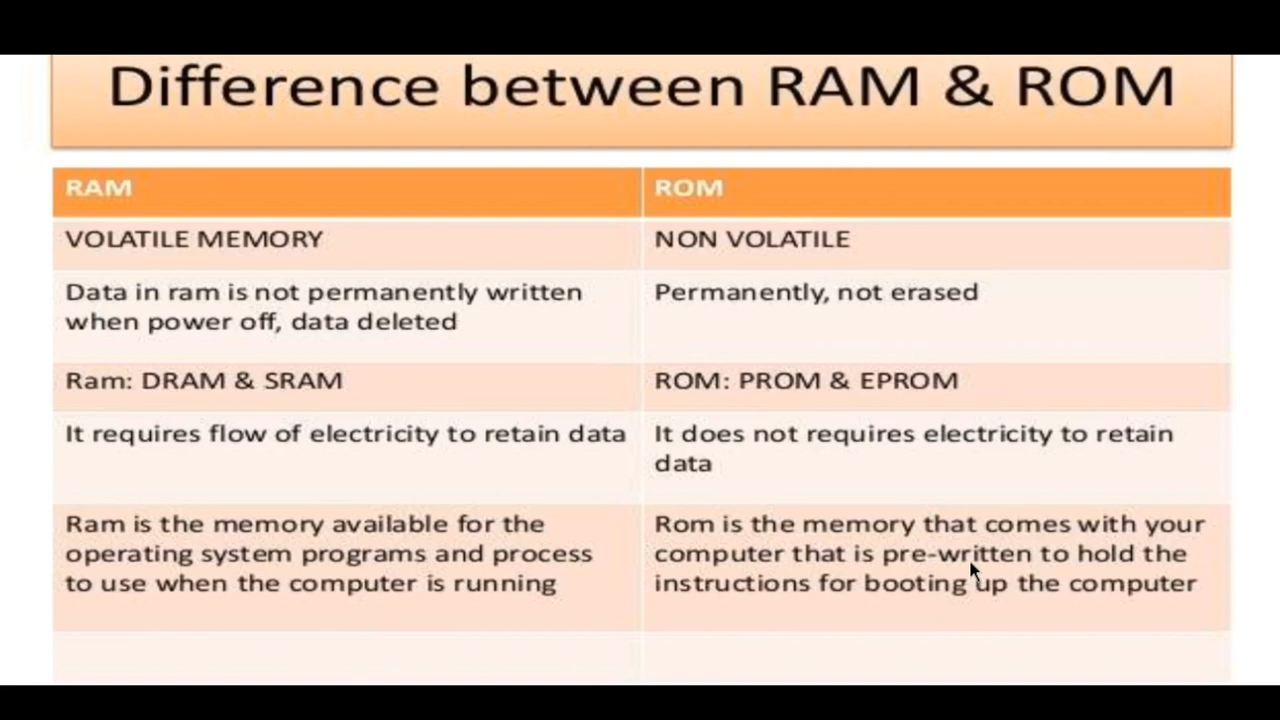 Difference between RAM & ROM
RAM
ROM
VOLATILE MEMORY
NON VOLATILE
Data in ram is not permanently written
when power off, data deleted
Permanently, not erased
Ram: DRAM & SRAM
ROM: PROM & EPROM
It requires flow of electricity to retain data
It does not requires electricity to retain
data
Ram is the memory available for the
operating system programs and process
to use when the computer is running
Rom is the memory that comes with your
computer that is pre-written to hold the
instructions for booting up the computer